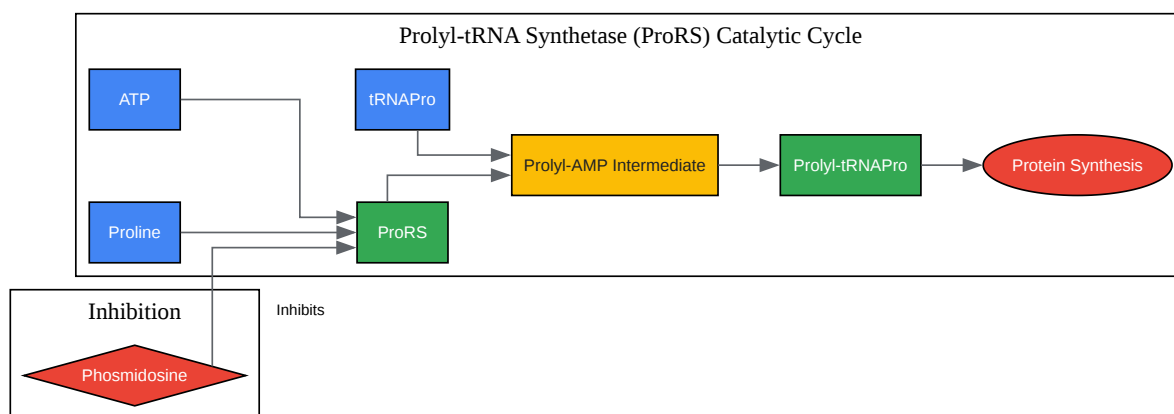 Prolyl-tRNA Synthetase (ProRS) Catalytic Cycle
ATP
tRNAPro
Prolyl-AMP Intermediate
Prolyl-tRNAPro
Protein Synthesis
Proline
ProRS
Inhibition
Inhibits
Phosmidosine